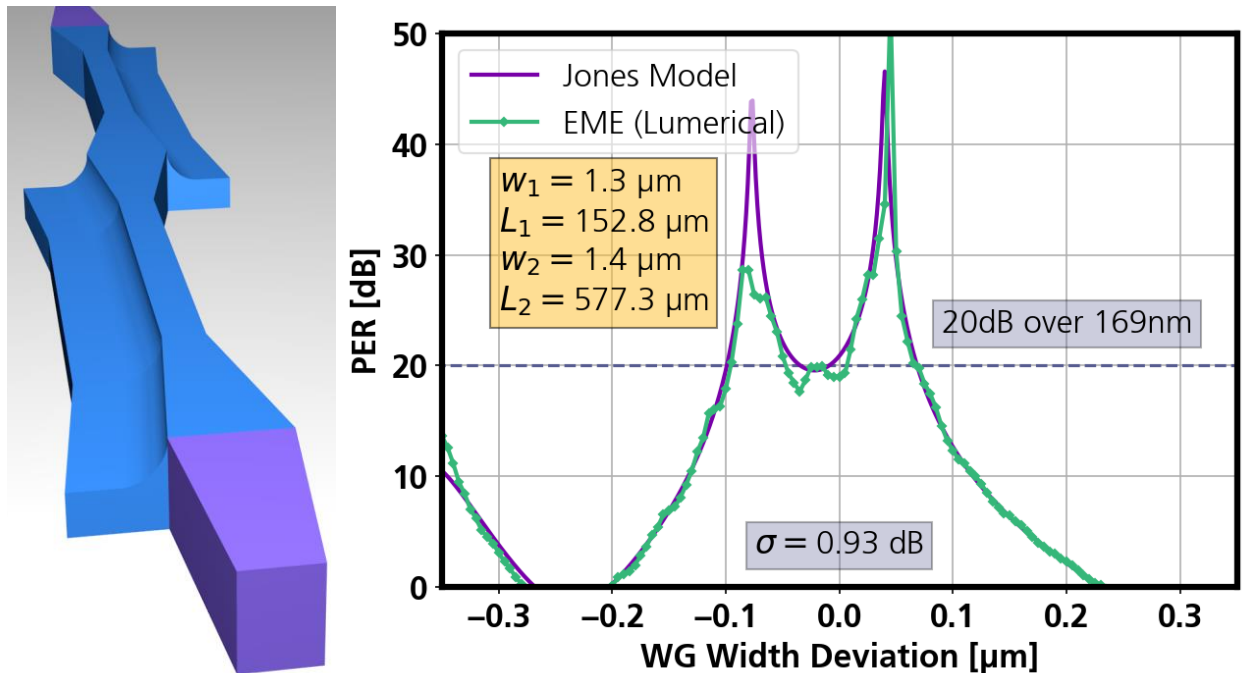 50
40
30
20
10
0
PER [dB]
Jones Model
EME (Lumerical)
w₁ = 1.3 μm
L₁ = 152.8 μm
w₂ = 1.4 μm
L₂ = 577.3 μm
20dB over 169nm
σ = 0.93 dB
−0.3 −0.2 −0.1 0.0 0.1 0.2 0.3
WG Width Deviation [μm]